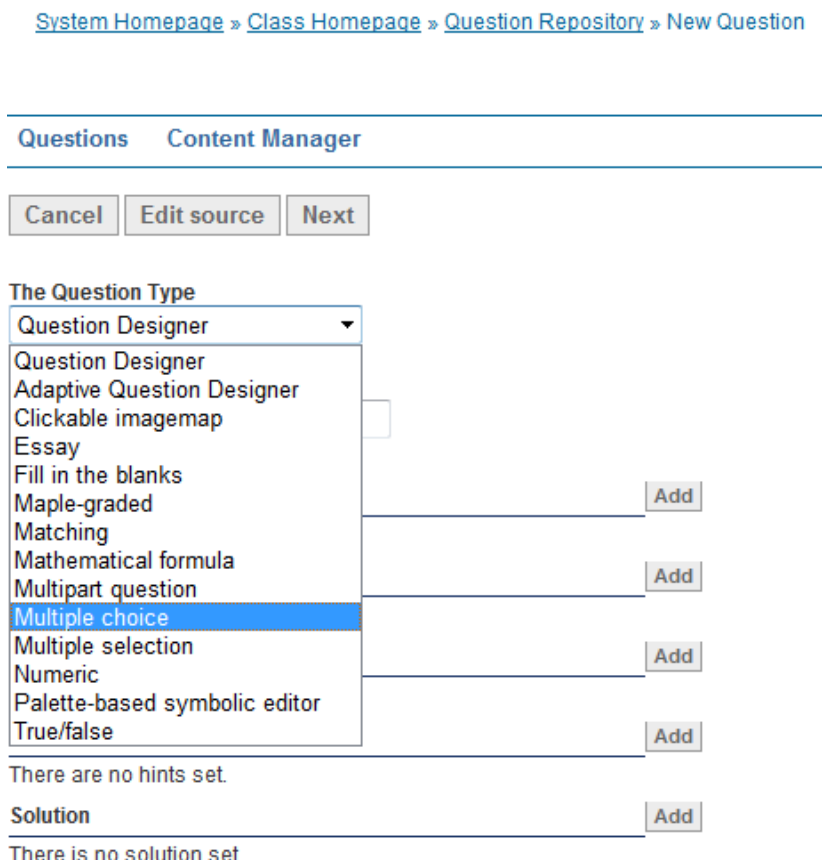 System Homepage » Class Homepage » Question Repository » New Question
Questions Content Manager
Cancel Edit source Next
The Question Type
Question Designer
Question Designer
Adaptive Question Designer
Clickable imagemap
Essay
Fill in the blanks
Maple-graded
Add
Matching
Mathematical formula
Add
Multipart question
Multiple choice
Multiple selection
Add
Numeric
Palette-based symbolic editor
True/false
Add
There are no hints set.
Solution Add
There is no solution set